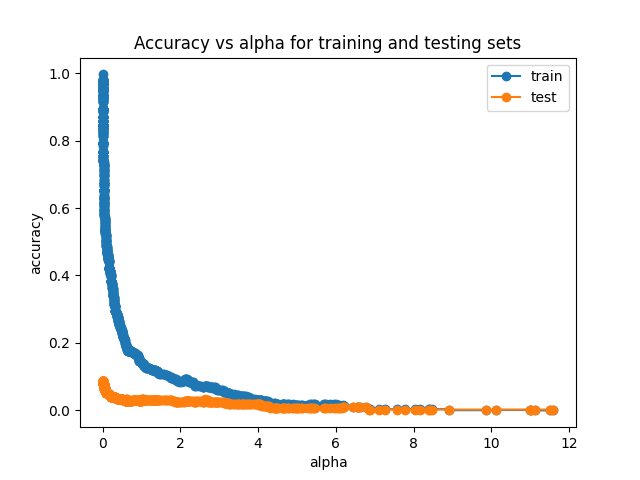 Accuracy vs alpha for training and testing sets
train
test
1.0
0.8
0.6
0.4
0.2
0.0
accuracy
0 2 4 6 8 10 12
alpha